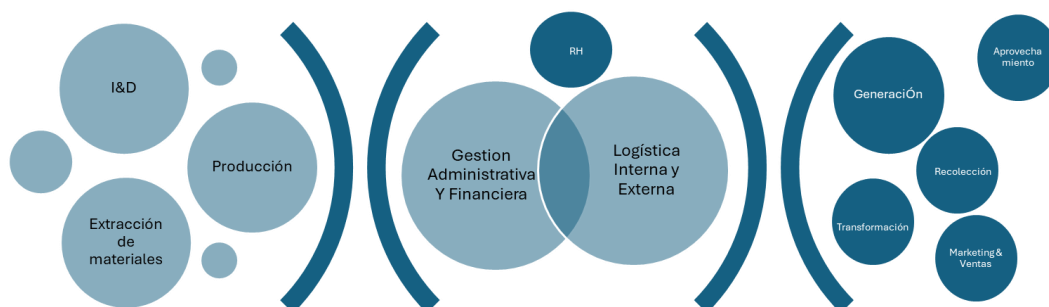 I&D
Producción
Extracción
de
materiales
RH
Gestion
Administrativa
Y Financiera
Logística
Interna y
Externa
Aprovecha
miento
GeneraciÓn
Recolección
Transformación
Marketing &
Ventas